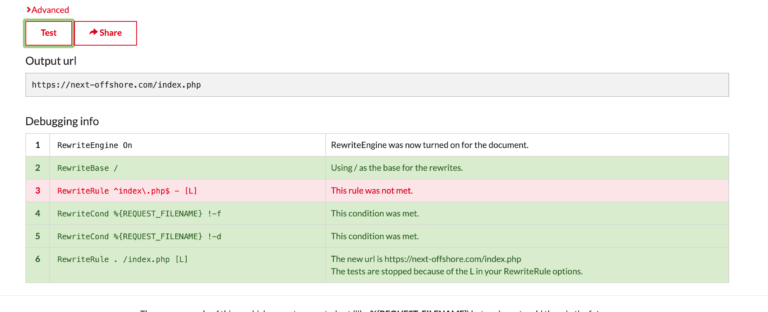 Advanced
Test
Share
Output url
https://next-offshore.com/index.php
Debugging info
1 RewriteEngine On RewriteEngine was now turned on for the document.
2 RewriteBase / Using / as the base for the rewrites.
3 RewriteRule ^index\.php$ - [L] This rule was not met.
4 RewriteCond %{REQUEST_FILENAME} !-f This condition was met.
5 RewriteCond %{REQUEST_FILENAME} !-d This condition was met.
6 RewriteRule . /index.php [L] The new url is https://next-offshore.com/index.php
The tests are stopped because of the L in your RewriteRule options.